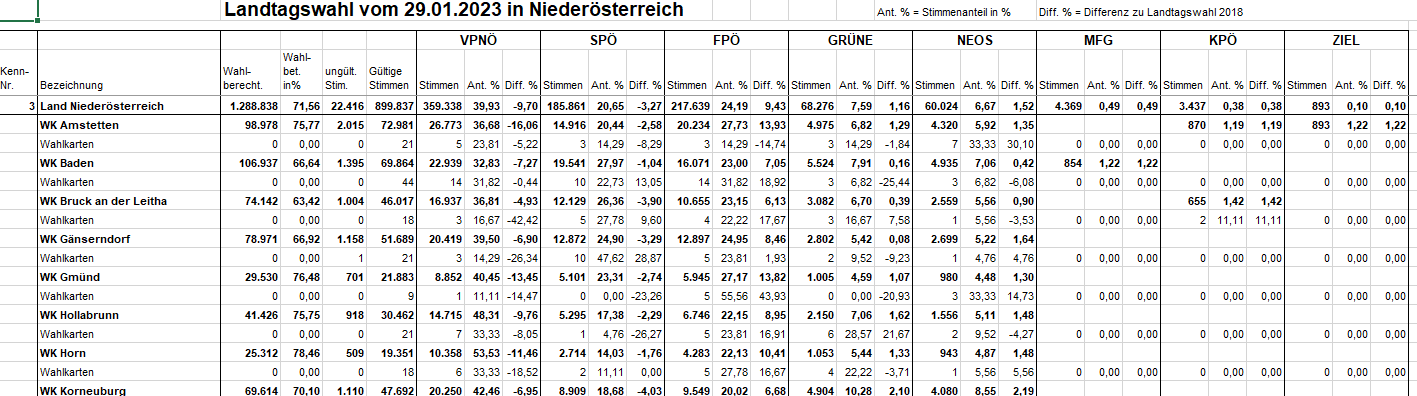 Landtagswahl vom 29.01.2023 in Niederösterreich Ant. % = Stimmenanteil in % Diff. % = Differenz zu Landtagswahl 2018
VPNÖ SPÖ FPÖ GRÜNE NEOS MFG KPÖ ZIEL
Kenn-Nr. Bezeichnung Wahl-berecht. Wahl-bet. in% ungült. Stim. Gültige Stimmen Stimmen Ant. % Diff. % Stimmen Ant. % Diff. % Stimmen Ant. % Diff. % Stimmen Ant. % Diff. % Stimmen Ant. % Diff. % Stimmen Ant. % Diff. % Stimmen Ant. % Diff. % Stimmen Ant. % Diff. %
3 Land Niederösterreich 1.288.838 71,56 22.416 899.837 359.338 39,93 -9,70 185.861 20,65 -3,27 217.639 24,19 9,43 68.276 7,59 1,16 60.024 6,67 1,52 4.369 0,49 0,49 3.437 0,38 0,38 893 0,10 0,10
WK Amstetten 98.978 75,77 2.015 72.981 26.773 36,68 -16,06 14.916 20,44 -2,58 20.234 27,73 13,93 4.975 6,82 1,29 4.320 5,92 1,35 870 1,19 1,19 893 1,22 1,22
Wahlkarten 0 0,00 0 21 5 23,81 -5,22 3 14,29 -8,29 3 14,29 -14,74 3 14,29 -1,84 7 33,33 30,10 0 0,00 0,00 0 0,00 0,00 0 0,00 0,00
WK Baden 106.937 66,64 1.395 69.864 22.939 32,83 -7,27 19.541 27,97 -1,04 16.071 23,00 7,05 5.524 7,91 0,16 4.935 7,06 0,42 854 1,22 1,22
Wahlkarten 0 0,00 0 44 14 31,82 -0,44 10 22,73 13,05 14 31,82 18,92 3 6,82 -25,44 3 6,82 -6,08 0 0,00 0,00 0 0,00 0,00 0 0,00 0,00
WK Bruck an der Leitha 74.142 63,42 1.004 46.017 16.937 36,81 -4,93 12.129 26,36 -3,90 10.655 23,15 6,13 3.082 6,70 0,39 2.559 5,56 0,90 655 1,42 1,42
Wahlkarten 0 0,00 0 18 3 16,67 -42,42 5 27,78 9,60 4 22,22 17,67 3 16,67 7,58 1 5,56 -3,53 0 0,00 0,00 2 11,11 11,11 0 0,00 0,00
WK Gänserndorf 78.971 66,92 1.158 51.689 20.419 39,50 -6,90 12.872 24,90 -3,29 12.897 24,95 8,46 2.802 5,42 0,08 2.699 5,22 1,64
Wahlkarten 0 0,00 1 21 3 14,29 -26,34 10 47,62 28,87 5 23,81 1,93 2 9,52 -9,23 1 4,76 4,76 0 0,00 0,00 0 0,00 0,00 0 0,00 0,00
WK Gmünd 29.530 76,48 701 21.883 8.852 40,45 -13,45 5.101 23,31 -2,74 5.945 27,17 13,82 1.005 4,59 1,07 980 4,48 1,30
Wahlkarten 0 0,00 0 9 1 11,11 -14,47 0 0,00 -23,26 5 55,56 43,93 0 0,00 -20,93 3 33,33 14,73 0 0,00 0,00 0 0,00 0,00 0 0,00 0,00
WK Hollabrunn 41.426 75,75 918 30.462 14.715 48,31 -9,76 5.295 17,38 -2,29 6.746 22,15 8,95 2.150 7,06 1,62 1.556 5,11 1,48
Wahlkarten 0 0,00 0 21 7 33,33 -8,05 1 4,76 -26,27 5 23,81 16,91 6 28,57 21,67 2 9,52 -4,27 0 0,00 0,00 0 0,00 0,00 0 0,00 0,00
WK Horn 25.312 78,46 509 19.351 10.358 53,53 -11,46 2.714 14,03 -1,76 4.283 22,13 10,41 1.053 5,44 1,33 943 4,87 1,48
Wahlkarten 0 0,00 0 18 6 33,33 -18,52 2 11,11 0,00 5 27,78 16,67 4 22,22 -3,71 1 5,56 5,56 0 0,00 0,00 0 0,00 0,00 0 0,00 0,00
WK Korneuburg 69.614 70,10 1.110 47.692 20.250 42,46 -6,95 8.909 18,68 -4,03 9.549 20,02 6,68 4.904 10,28 2,10 4.080 8,55 2,19